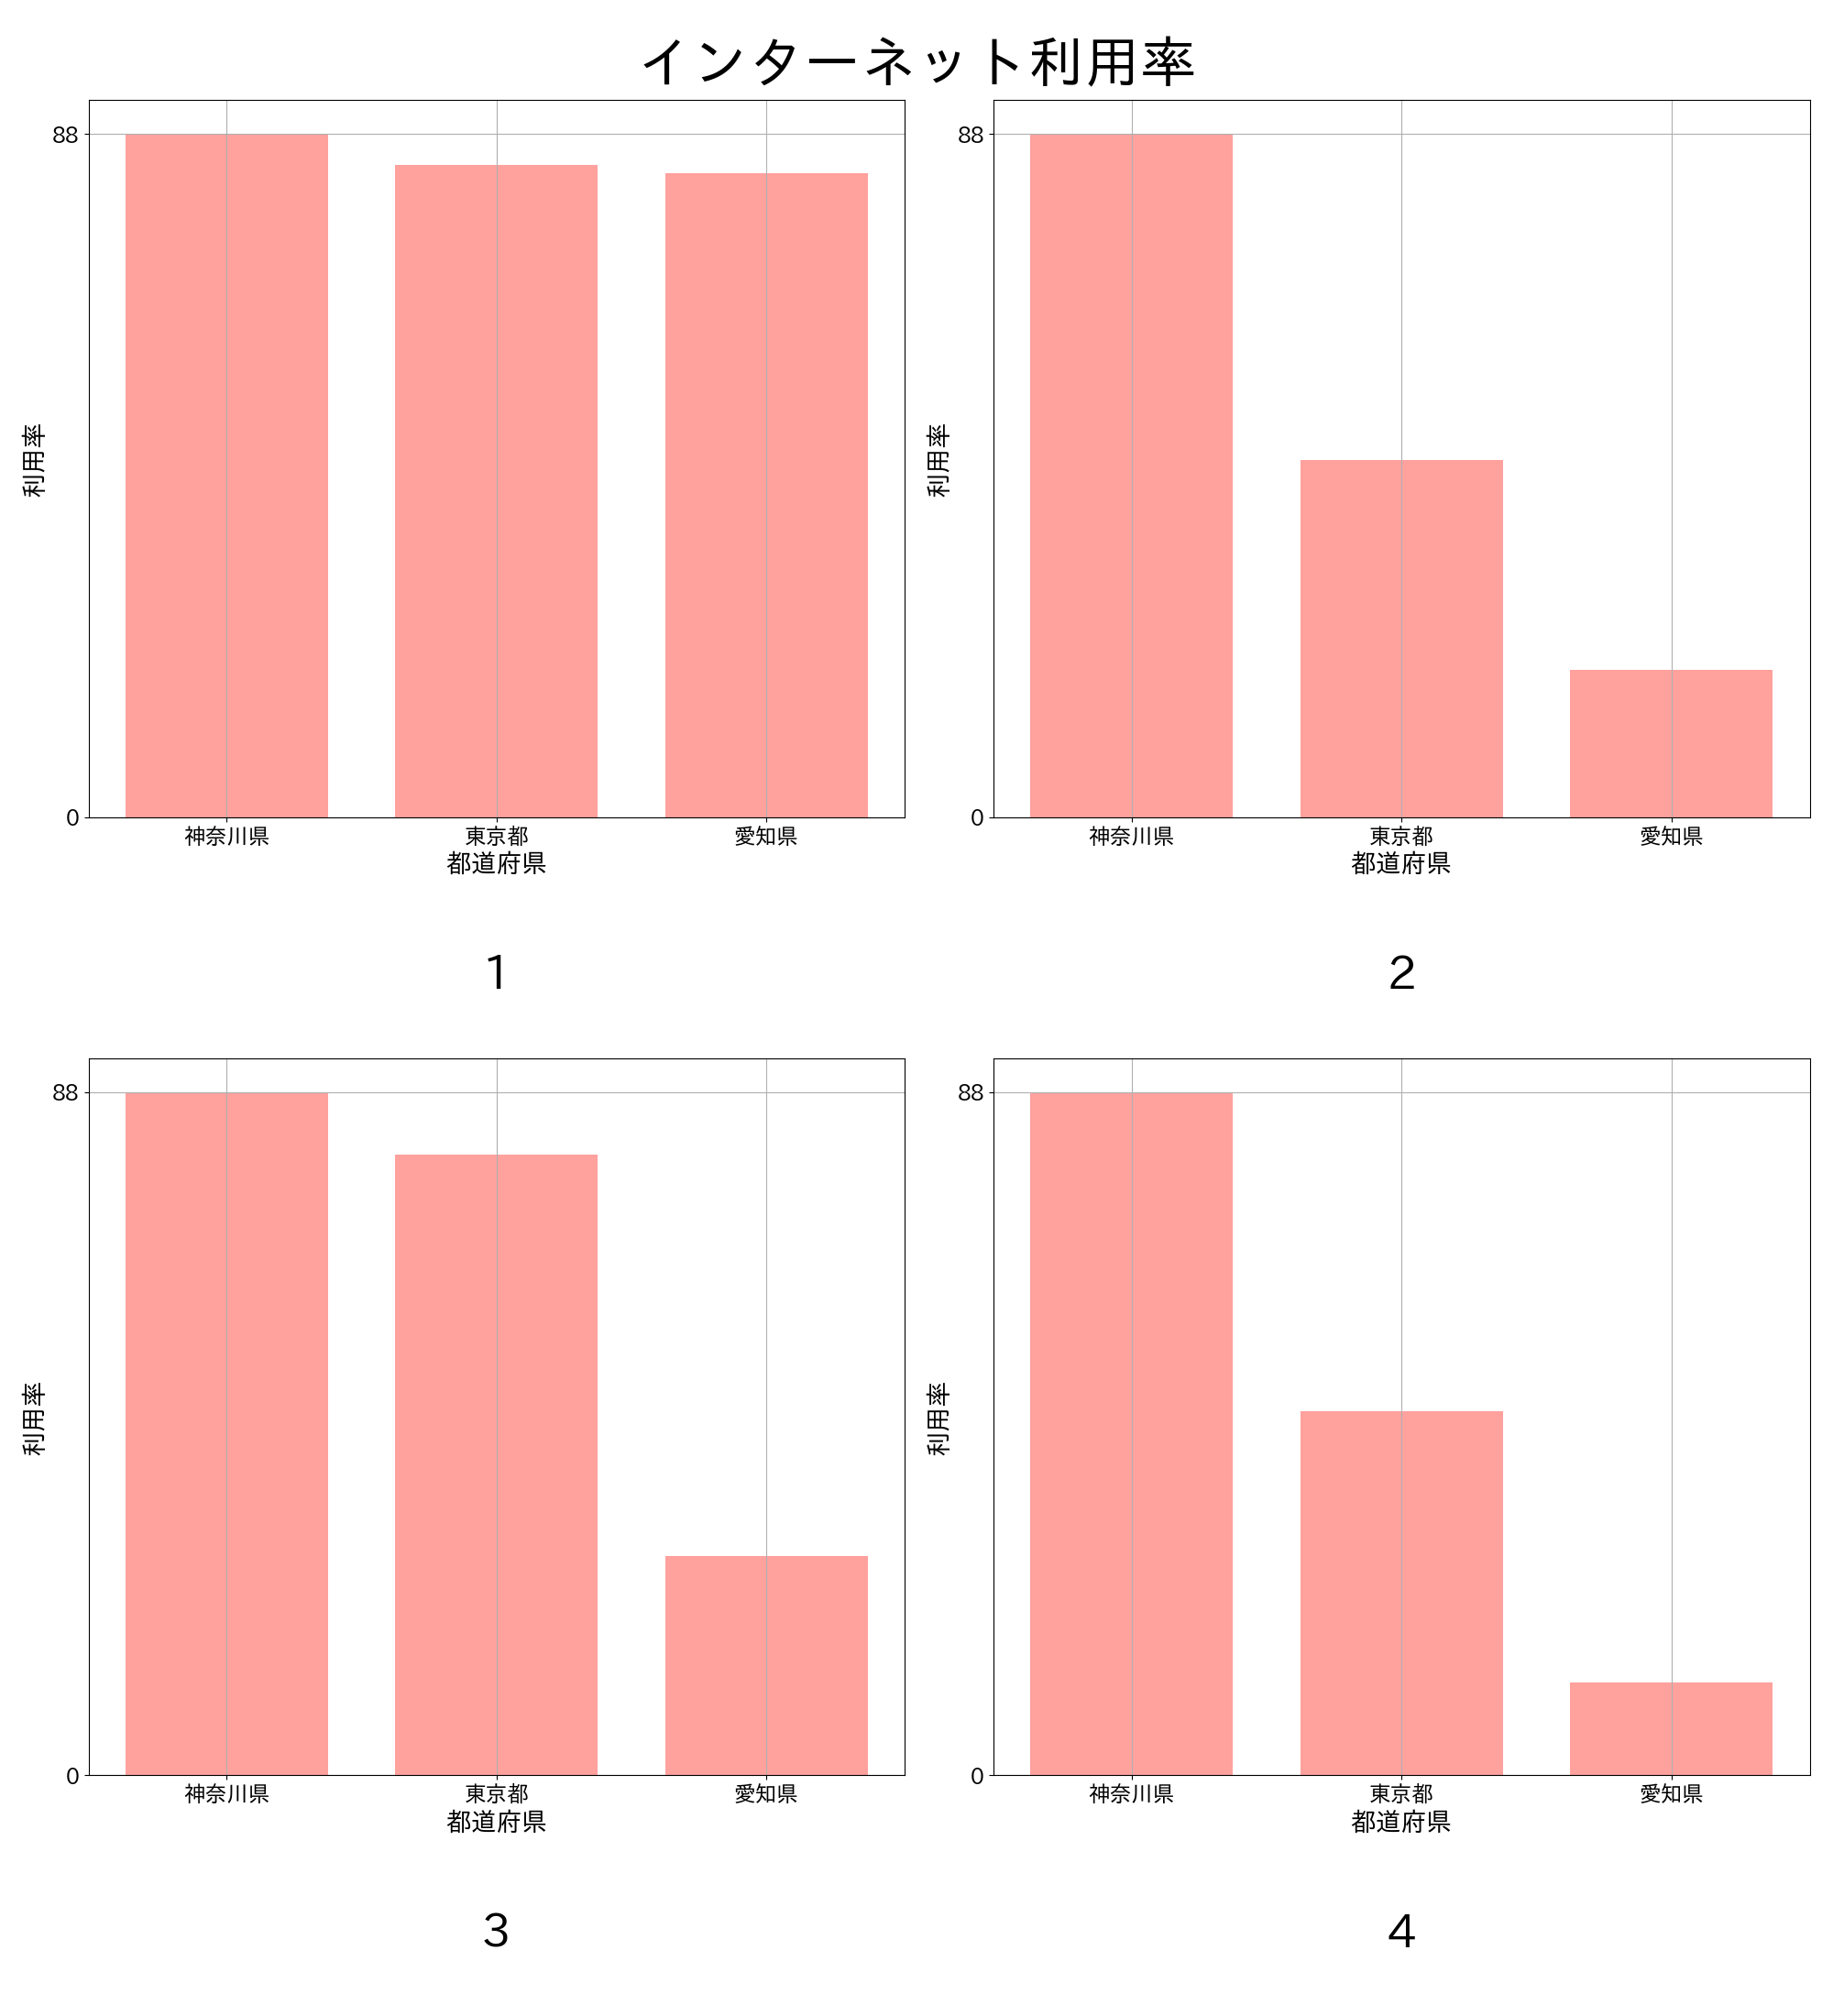 インターネット利用率
88
0
利用率
神奈川県 東京都 愛知県
都道府県
1
88
0
利用率
神奈川県 東京都 愛知県
都道府県
2
88
0
利用率
神奈川県 東京都 愛知県
都道府県
3
88
0
利用率
神奈川県 東京都 愛知県
都道府県
4